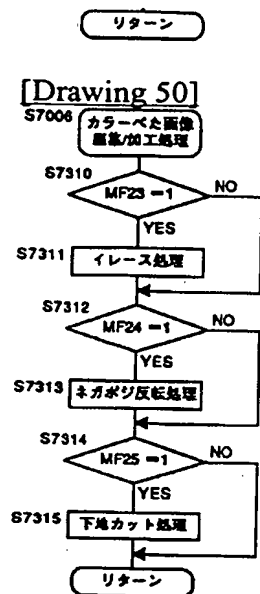 リターン
[Drawing 50]
S7006
カラーべた画像
編集/加工処理
S7310
MF23=1
NO
YES
S7311
イレース処理
S7312
MF24=1
NO
YES
S7313
ネガポジ反転処理
S7314
MF25=1
NO
YES
S7315
下地カット処理
リターン